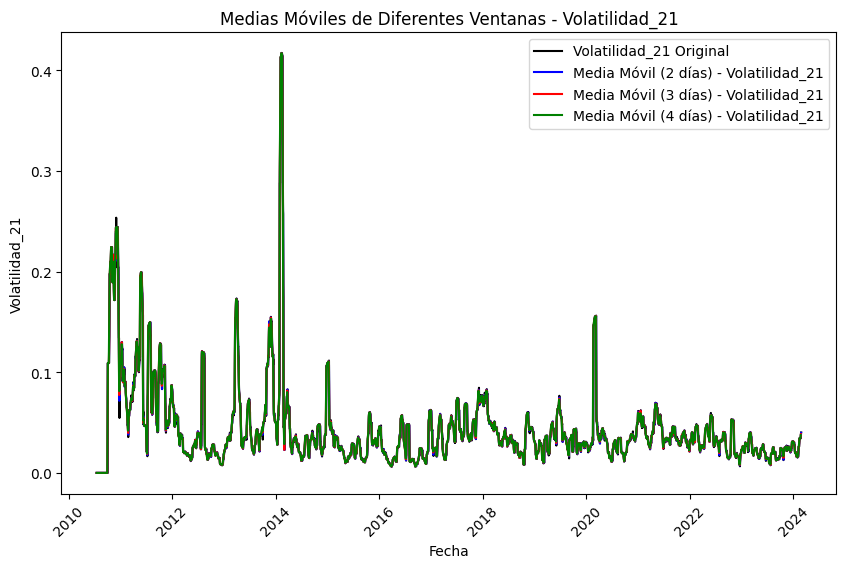 Medias Móviles de Diferentes Ventanas - Volatilidad_21
Volatilidad_21 Original
Media Móvil (2 días) - Volatilidad_21
Media Móvil (3 días) - Volatilidad_21
Media Móvil (4 días) - Volatilidad_21
Volatilidad_21
0.4
0.3
0.2
0.1
0.0
2010
2012
2014
2016
2018
2020
2022
2024
Fecha